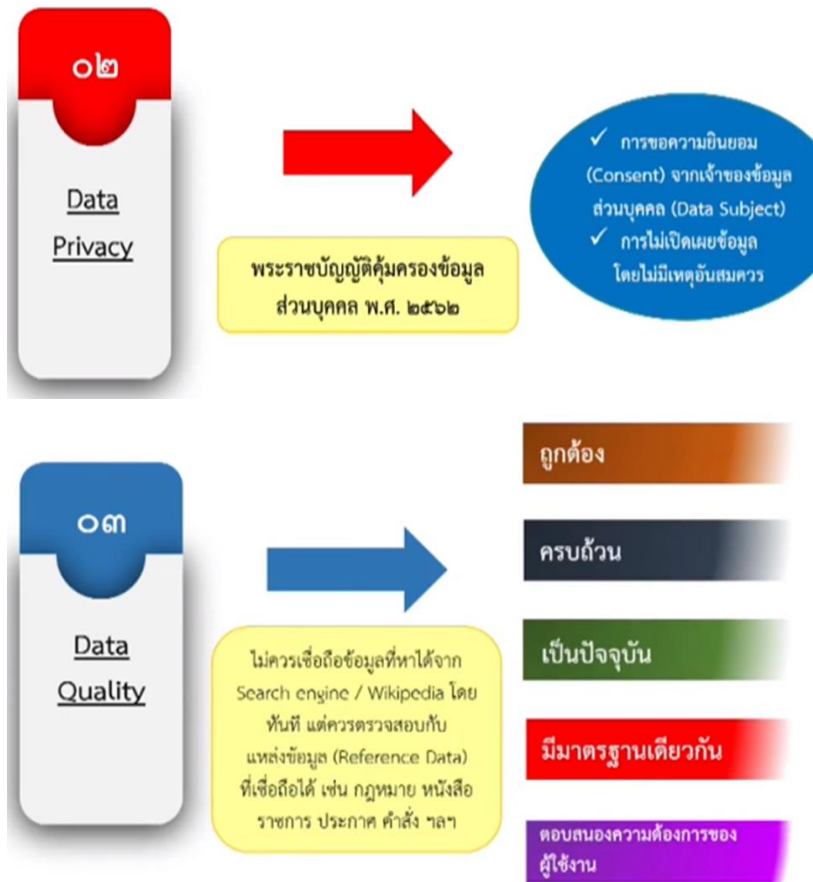 ๐๒
Data
Privacy
พระราชบัญญัติคุ้มครองข้อมูล
ส่วนบุคคล พ.ศ. ๒๕๖๒
✓ การขอความยินยอม
(Consent) จากเจ้าของข้อมูล
ส่วนบุคคล (Data Subject)
✓ การไม่เปิดเผยข้อมูล
โดยไม่มีเหตุอันสมควร
๐๓
Data
Quality
ไม่ควรเชื่อถือข้อมูลที่หาได้จาก
Search engine / Wikipedia โดย
ทันที แต่ควรตรวจสอบกับ
แหล่งข้อมูล (Reference Data)
ที่เชื่อถือได้ เช่น กฎหมาย หนังสือ
ราชการ ประกาศ คำสั่ง ฯลฯ
ถูกต้อง
ครบถ้วน
เป็นปัจจุบัน
มีมาตรฐานเดียวกัน
ตอบสนองความต้องการของ
ผู้ใช้งาน